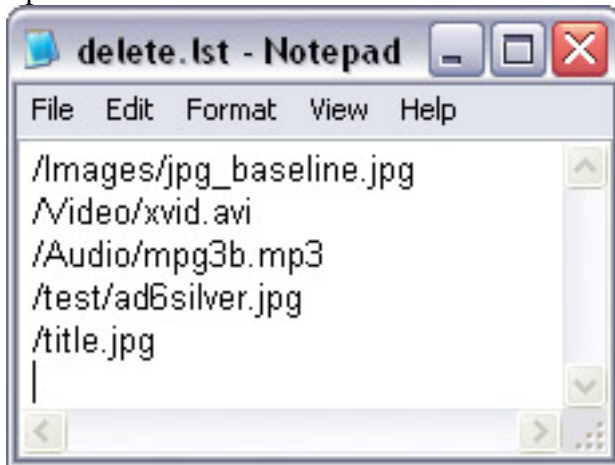 delete.lst - Notepad
File Edit Format View Help
/Images/jpg_baseline.jpg
/Video/xvid.avi
/Audio/mpg3b.mp3
/test/ad6silver.jpg
/title.jpg